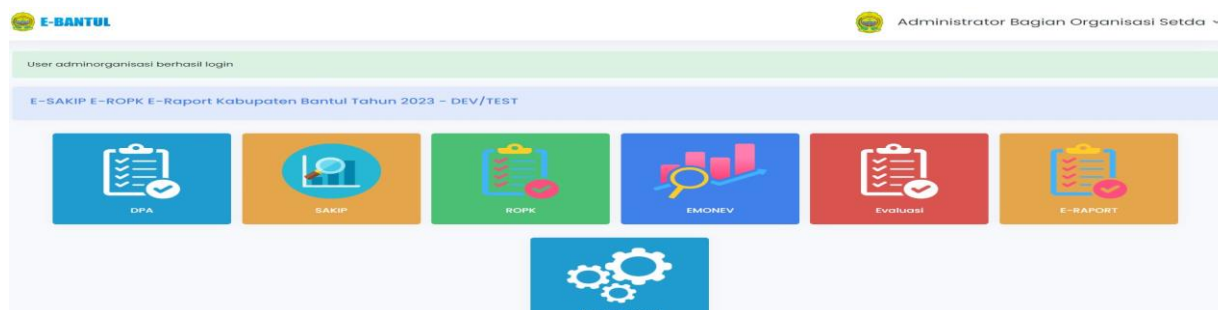 E-BANTUL
Administrator Bagian Organisasi Setda
User adminorganisasi berhasil login
E-SAKIP E-ROPK E-Raport Kabupaten Bantul Tahun 2023 - DEV/TEST
DPA
SAKIP
ROPK
EMONEV
Evaluasi
E-RAPORT